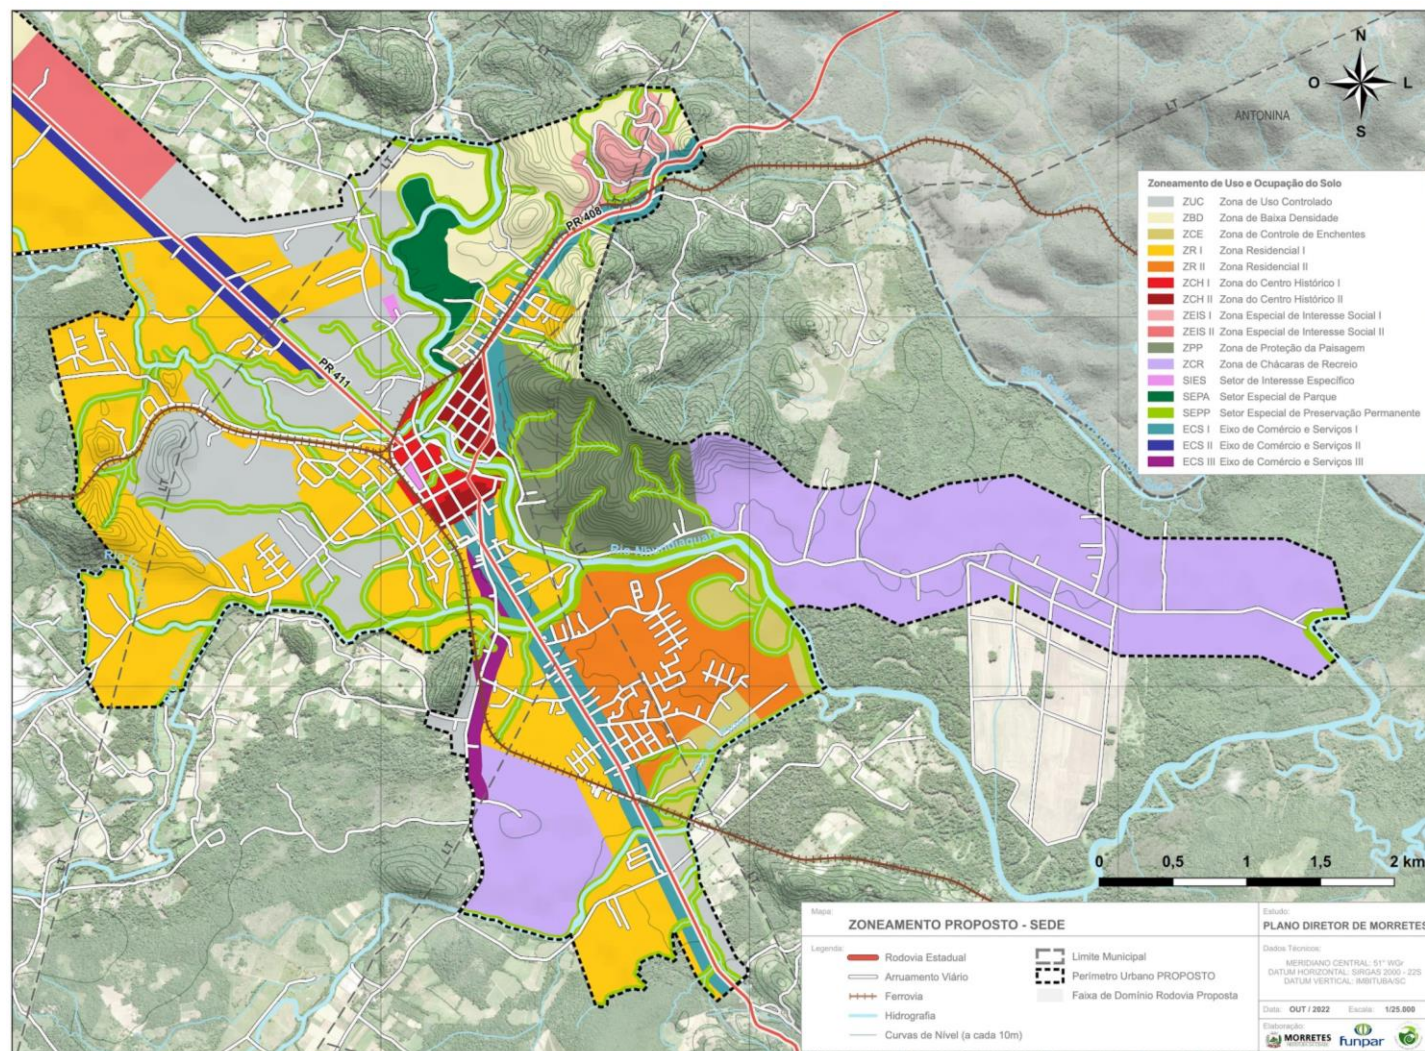 N
O
L
S
LT
ANTONINA
LT
PR 408
LT
PR 411
LT
LT
Rio Nhundiaquara
LT
LT
LT
Zoneamento de Uso e Ocupação do Solo
ZUC Zona de Uso Controlado
ZBD Zona de Baixa Densidade
ZCE Zona de Controle de Enchentes
ZR I Zona Residencial I
ZR II Zona Residencial II
ZCH I Zona do Centro Histórico I
ZCH II Zona do Centro Histórico II
ZEIS I Zona Especial de Interesse Social I
ZEIS II Zona Especial de Interesse Social II
ZPP Zona de Proteção da Paisagem
ZCR Zona de Chácaras de Recreio
SIES Setor de Interesse Específico
SEPA Setor Especial de Parque
SEPP Setor Especial de Preservação Permanente
ECS I Eixo de Comércio e Serviços I
ECS II Eixo de Comércio e Serviços II
ECS III Eixo de Comércio e Serviços III
0 0,5 1 1,5 2 km
Mapa:
ZONEAMENTO PROPOSTO - SEDE
Legenda:
Rodovia Estadual
Arruamento Viário
Ferrovia
Hidrografia
Curvas de Nível (a cada 10m)
Limite Municipal
Perímetro Urbano PROPOSTO
Faixa de Domínio Rodovia Proposta
Estudo:
PLANO DIRETOR DE MORRETES
Dados Técnicos:
MERIDIANO CENTRAL: 51° WGr
DATUM HORIZONTAL: SIRGAS 2000 - 22S
DATUM VERTICAL: IMBITUBA/SC
Data: OUT / 2022 Escala: 1/25.000
Elaboração:
MORRETES
funpar